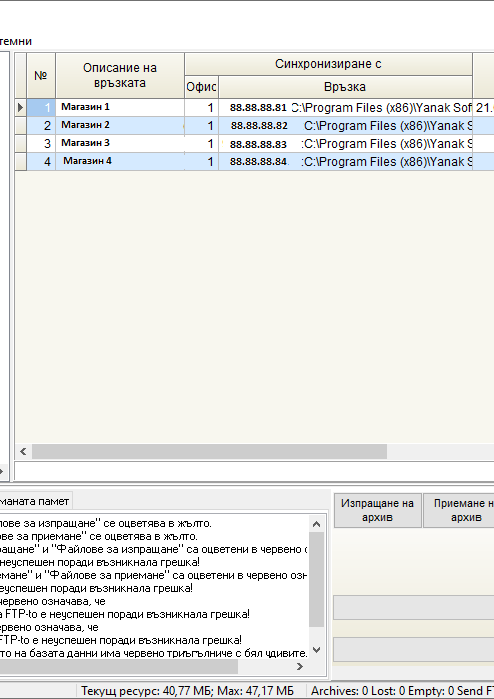 темни
№ Описание на връзката Синхронизиране с
Офис Връзка
1 Магазин 1 1 88.88.88.81 C:\Program Files (x86)\Yanak Sof 21.
2 Магазин 2 1 88.88.88.82 C:\Program Files (x86)\Yanak S
3 Магазин 3 1 88.88.88.83 :C:\Program Files (x86)\Yanak S
4 Магазин 4 1 88.88.88.84. :C:\Program Files (x86)\Yanak S
маната памет
Изпращане на архив
Приемане н архив
лове за изпращане" се оцветява в жълто.
ове за приемане" се оцветява в жълто.
ращане" и "Файлове за изпращане" са оцветени в червено о
неуспешен поради възникнала грешка!
емане" и "Файлове за приемане" са оцветени в червено озн
неуспешен поради възникнала грешка!
червено означава, че
а FTP-to е неуспешен поради възникнала грешка!
ервено означава, че
FTP-to е неуспешен поради възникнала грешка!
то на базата данни има червено триъгълниче с бял удивите.
Текущ ресурс: 40,77 МБ; Мах: 47,17 МБ Archives: 0 Lost: 0 Empty: 0 Send F